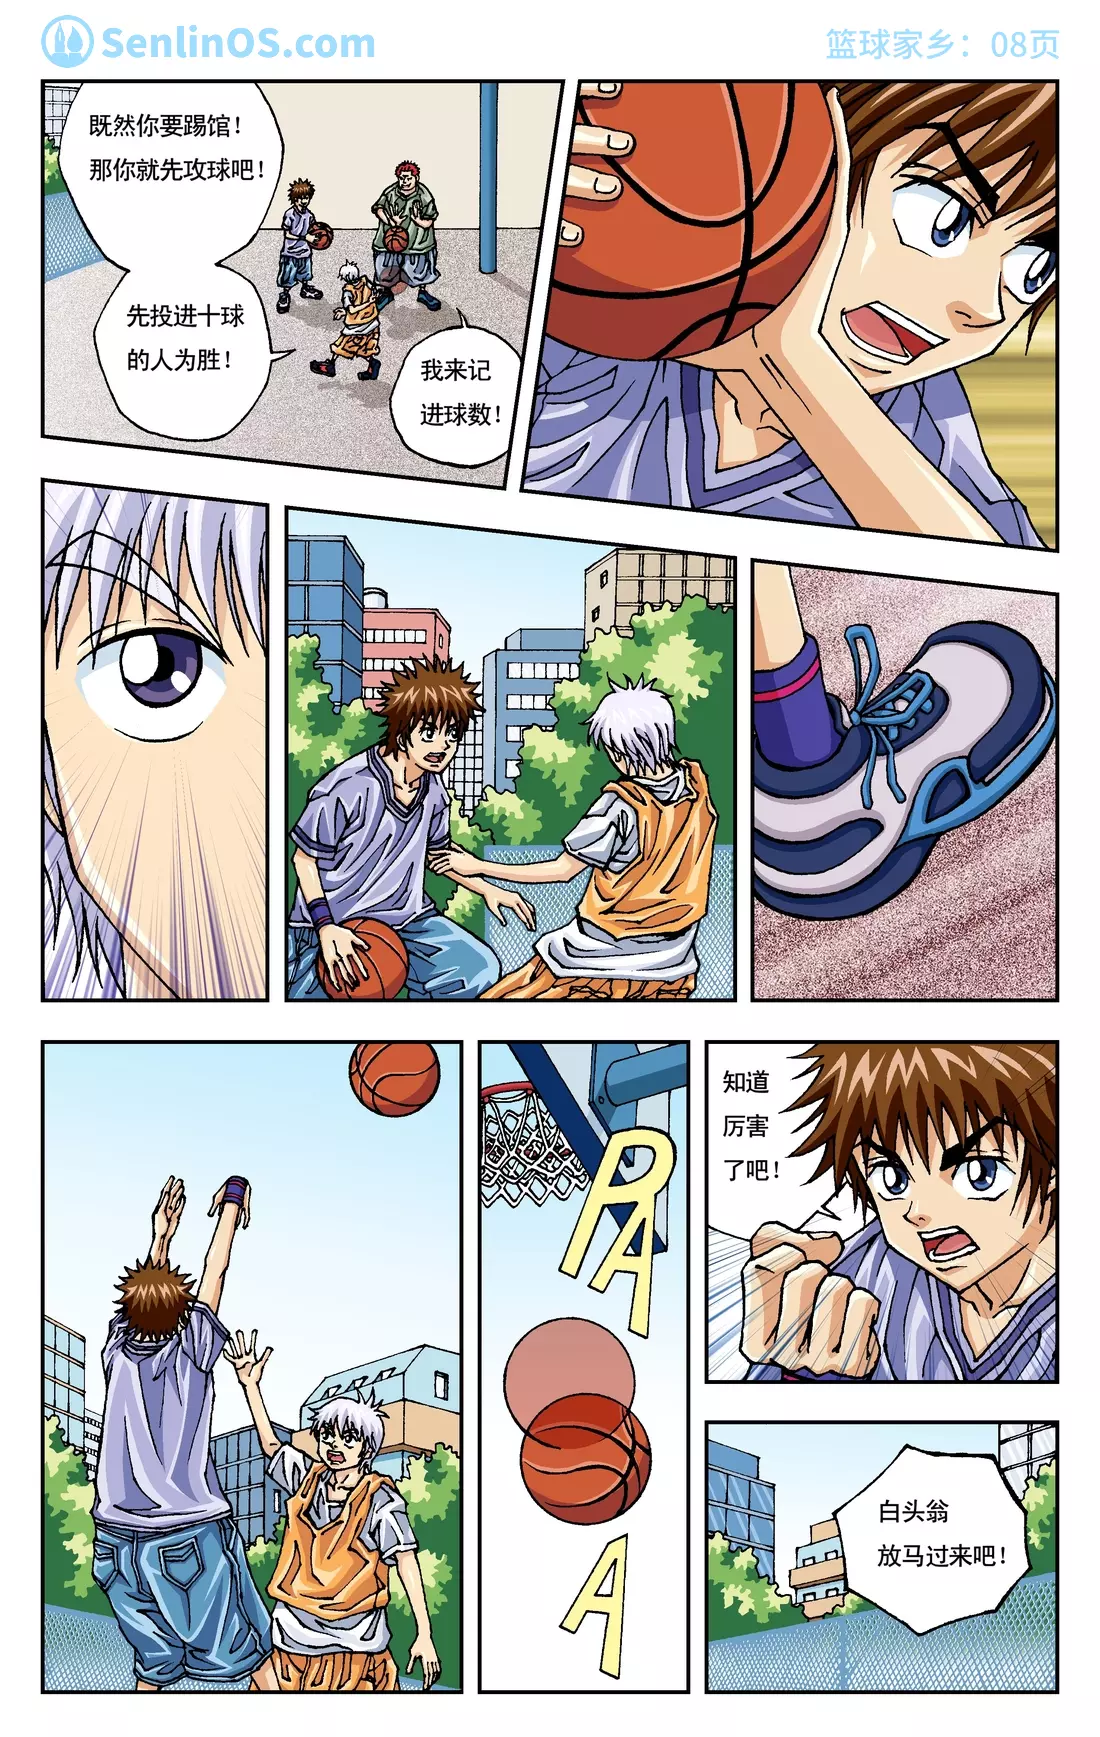 SenlinOS.com
篮球家乡：08页
既然你要踢馆！
那你就先攻球吧！
先投进十球
的人为胜！
我来记
进球数！
PA
A
知道
厉害
了吧！
白头翁
放马过来吧！